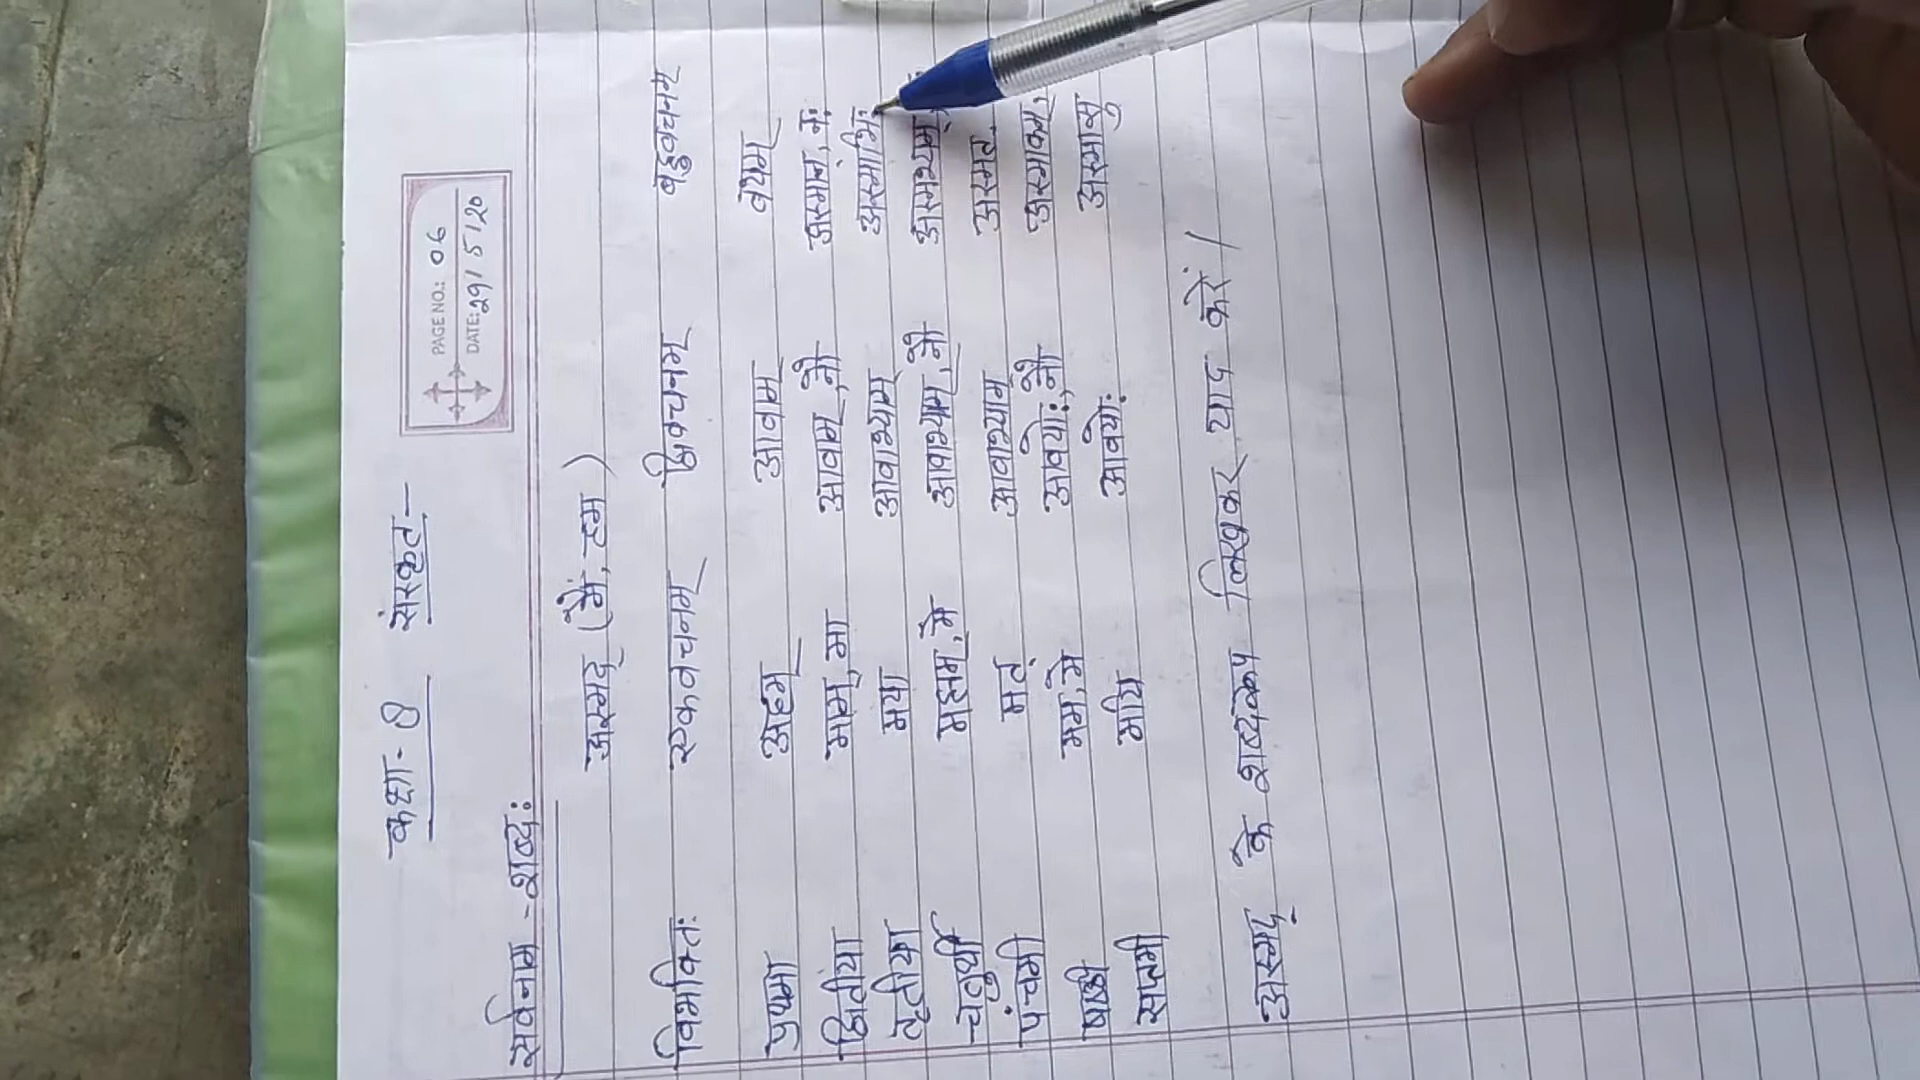 कक्षा- 8 संस्कृत-
PAGE NO.: 06
DATE: 29/5/20
सर्वनाम -शब्द:
अस्मद् (मैं, हम)
विभक्ति: एकवचनम् द्विवचनम् बहुवचनम्
प्रथमा अहम् आवाम् वयम्
द्वितीया माम्, मा आवाम्, नौ अस्मान्, न:
तृतीया मया आवाभ्याम् अस्माभि:
चतुर्थी मह्यम्, मे आवाभ्याम्, नौ अस्मभ्यम्,
पंचमी मत् आवाभ्याम् अस्मत्
षष्ठी मम, मे आवयो:, नौ अस्माकम्,
सप्तमी मयि आवयो: अस्मासु
अस्मद् के शब्दरूप लिखकर याद करें।